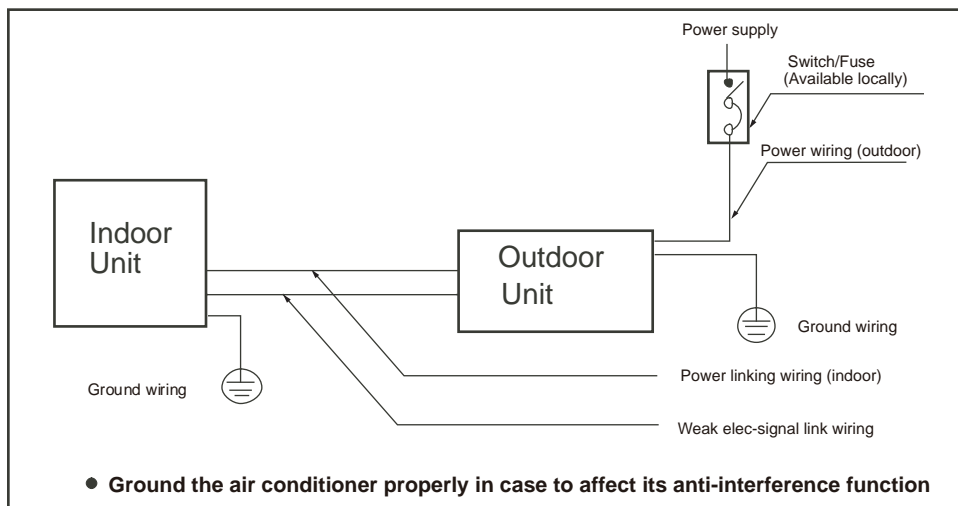 Power supply
Switch/Fuse
(Available locally)
Power wiring (outdoor)
Indoor
Unit
Outdoor
Unit
Ground wiring
Ground wiring
Power linking wiring (indoor)
Weak elec-signal link wiring
● Ground the air conditioner properly in case to affect its anti-interference function